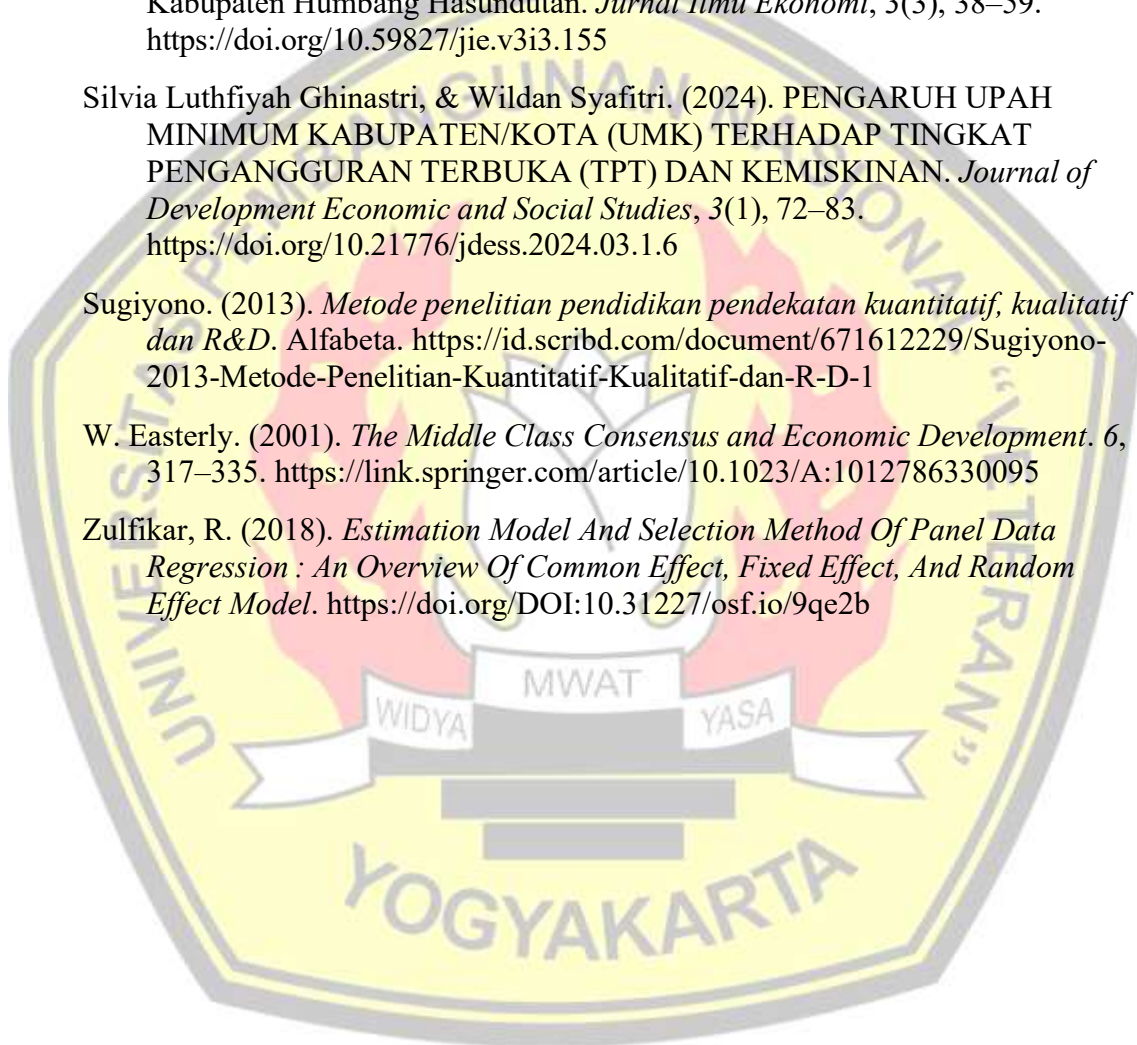 Kabupaten Humbang Hasundutan. Jurnal Ilmu Ekonomi, 3(3), 38–59.
https://doi.org/10.59827/jie.v3i3.155
Silvia Luthfiyah Ghinastri, & Wildan Syafitri. (2024). PENGARUH UPAH
MINIMUM KABUPATEN/KOTA (UMK) TERHADAP TINGKAT
PENGANGGURAN TERBUKA (TPT) DAN KEMISKINAN. Journal of
Development Economic and Social Studies, 3(1), 72–83.
https://doi.org/10.21776/jdess.2024.03.1.6
Sugiyono. (2013). Metode penelitian pendidikan pendekatan kuantitatif, kualitatif
dan R&D. Alfabeta. https://id.scribd.com/document/671612229/Sugiyono-
2013-Metode-Penelitian-Kuantitatif-Kualitatif-dan-R-D-1
W. Easterly. (2001). The Middle Class Consensus and Economic Development. 6,
317–335. https://link.springer.com/article/10.1023/A:1012786330095
Zulfikar, R. (2018). Estimation Model And Selection Method Of Panel Data
Regression : An Overview Of Common Effect, Fixed Effect, And Random
Effect Model. https://doi.org/DOI:10.31227/osf.io/9qe2b
UNIVERSITAS PEMBANGUNAN NASIONAL “VETERAN”
WIDYA
MWAT
YASA
YOGYAKARTA